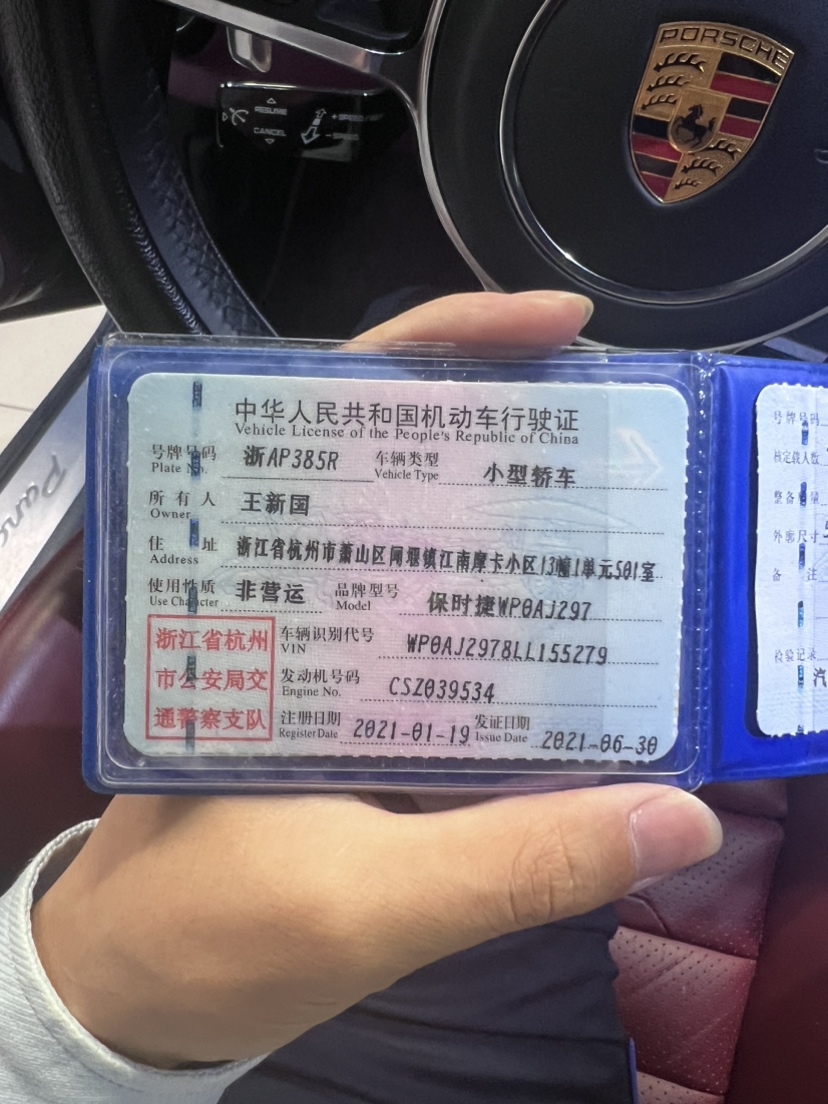 PORSCHE
RESUME
CANCEL
+ SPEED
- SPEED
Pana
中华人民共和国机动车行驶证
Vehicle License of the People's Republic of China
号牌号码 浙AP385R 车辆类型 小型轿车
Plate No. Vehicle Type
所有人 王新国
Owner
住址 浙江省杭州市萧山区闻堰镇江南摩卡小区13幢1单元501室
Address
使用性质 非营运 品牌型号 保时捷WP0AJ297
Use Character Model
浙江省杭州
市公安局交
通警察支队
车辆识别代号 WP0AJ2978LL155279
VIN
发动机号码 CSZ039534
Engine No.
注册日期 2021-01-19 发证日期 2021-06-30
Register Date Issue Date
号牌号码
核定载人数
整备质量
外廓尺寸
备注
检验记录
汽